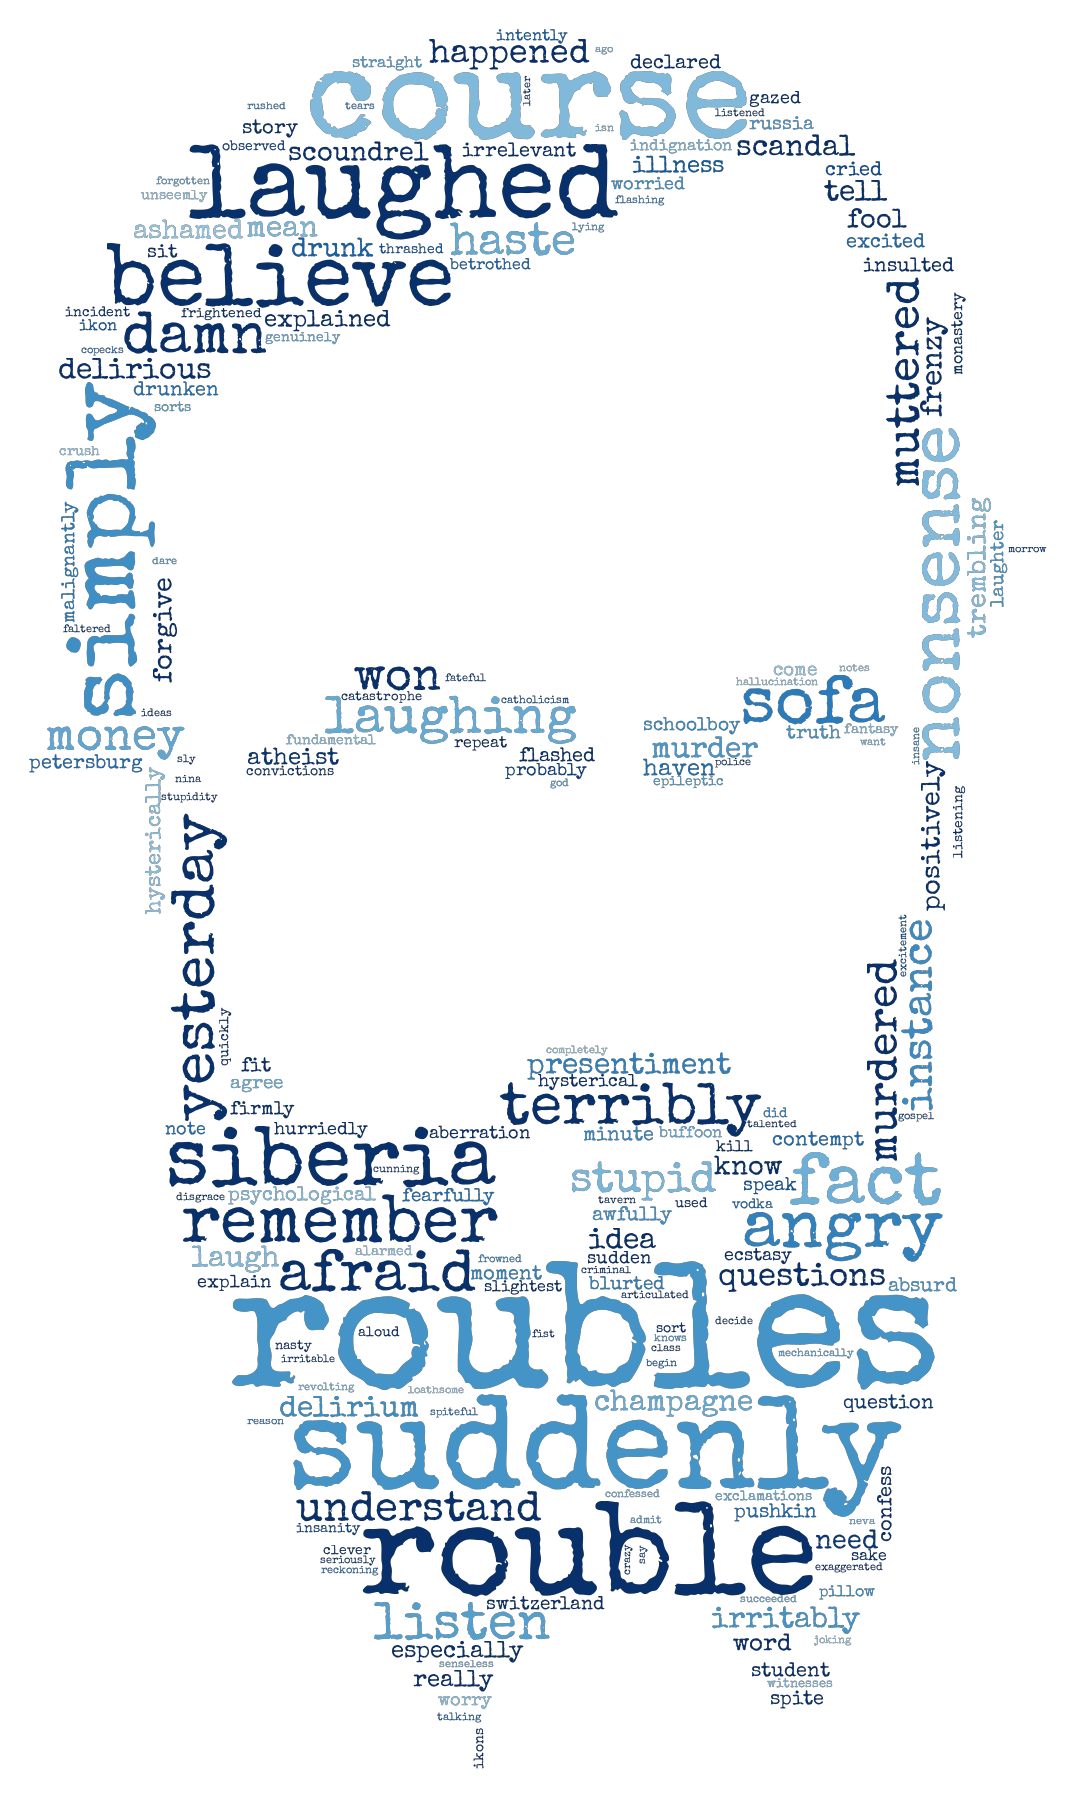 intently
happened
ago
straight
declared
course
later
gazed
rushed
tears
listened
story
isn
russia
observed
scoundrel
irrelevant
indignation
scandal
laughed
illness
cried
forgotten
worried
tell
unseemly
flashing
fool
ashamed
mean
haste
lying
excited
sit
drunk
thrashed
betrothed
insulted
believe
incident
frightened
explained
muttered
frenzy
monastery
ikon
damn
genuinely
copecks
delirious
drunken
sorts
simply
crush
nonsense
malignantly
trembling
laughter
morrow
dare
forgive
faltered
won
fateful
come
notes
catastrophe
catholicism
hallucination
sofa
ideas
laughing
schoolboy
truth
fantasy
money
fundamental
repeat
murder
want
insane
petersburg
sly
atheist
flashed
haven
police
convictions
probably
epileptic
nina
god
stupidity
positively
listening
hysterically
yesterday
excitement
instance
murdered
quickly
completely
fit
presentiment
agree
hysterical
firmly
terribly
did
gospel
note
hurriedly
aberration
minute
buffoon
talented
contempt
siberia
kill
cunning
stupid
know
fact
disgrace
psychological
fearfully
speak
tavern
used
vodka
remember
awfully
angry
laugh
alarmed
idea
frowned
sudden
ecstasy
explain
afraid
moment
criminal
questions
slightest
blurted
absurd
articulated
roubles
aloud
fist
sort
decide
nasty
knows
irritable
class
mechanically
begin
revolting
loathsome
delirium
spiteful
champagne
question
reason
suddenly
confess
confessed
exclamations
understand
pushkin
insanity
admit
neva
rouble
need
clever
crazy
say
sake
seriously
exaggerated
reckoning
pillow
switzerland
succeeded
listen
irritably
especially
word
joking
senseless
student
really
witnesses
worry
spite
talking
ikons